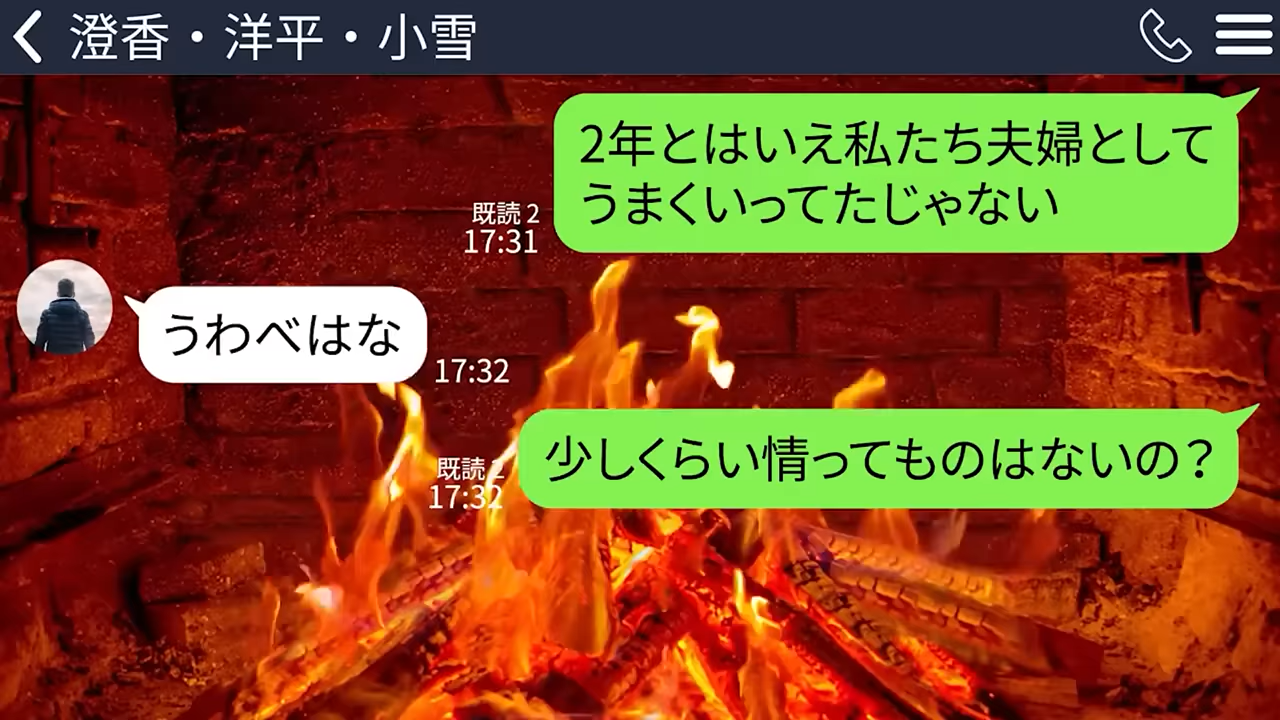 澄香・洋平・小雪
2年とはいえ私たち夫婦として
うまくいってたじゃない
既読 2
17:31
うわべはな
17:32
少しくらい情ってものはないの？
既読 2
17:32